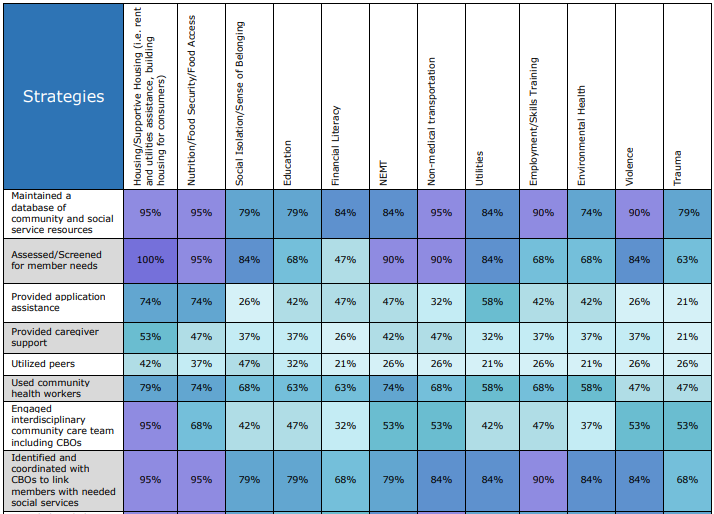 Strategies
Housing/Supportive Housing (i.e. rent
and utilities assistance, building
housing for consumers)
Nutrition/Food Security/Food Access
Social Isolation/Sense of Belonging
Education
Financial Literacy
NEMT
Non-medical transportation
Utilities
Employment/Skills Training
Environmental Health
Violence
Trauma
Maintained a
database of
community and social
service resources
95% 95% 79% 79% 84% 84% 95% 84% 90% 74% 90% 79%
Assessed/Screened
for member needs
100% 95% 84% 68% 47% 90% 90% 84% 68% 68% 84% 63%
Provided application
assistance
74% 74% 26% 42% 47% 47% 32% 58% 42% 42% 26% 21%
Provided caregiver
support
53% 47% 37% 37% 26% 42% 47% 32% 37% 37% 37% 21%
Utilized peers
42% 37% 47% 32% 21% 26% 26% 21% 26% 21% 26% 26%
Used community
health workers
79% 74% 68% 63% 63% 74% 68% 58% 68% 58% 47% 47%
Engaged
interdisciplinary
community care team
including CBOs
95% 68% 42% 47% 32% 53% 53% 42% 47% 37% 53% 53%
Identified and
coordinated with
CBOs to link
members with needed
social services
95% 95% 79% 79% 68% 79% 84% 84% 90% 84% 84% 68%